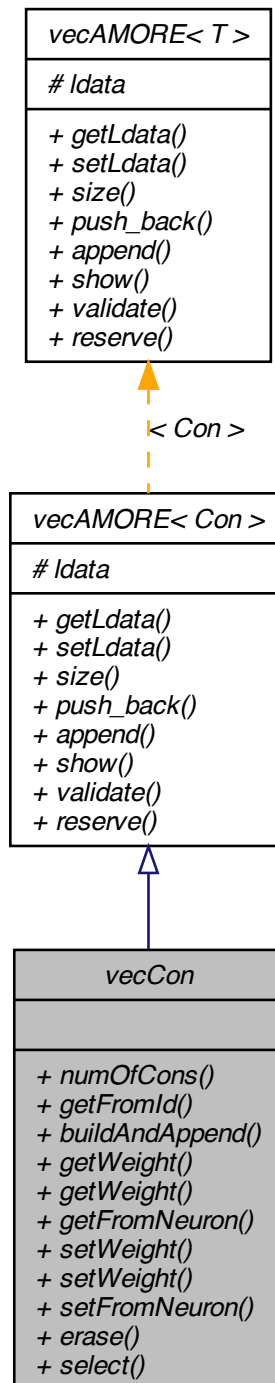 vecAMORE< T >
# ldata
+ getLdata()
+ setLdata()
+ size()
+ push_back()
+ append()
+ show()
+ validate()
+ reserve()
< Con >
vecAMORE< Con >
# ldata
+ getLdata()
+ setLdata()
+ size()
+ push_back()
+ append()
+ show()
+ validate()
+ reserve()
vecCon
+ numOfCons()
+ getFromId()
+ buildAndAppend()
+ getWeight()
+ getWeight()
+ getFromNeuron()
+ setWeight()
+ setWeight()
+ setFromNeuron()
+ erase()
+ select()